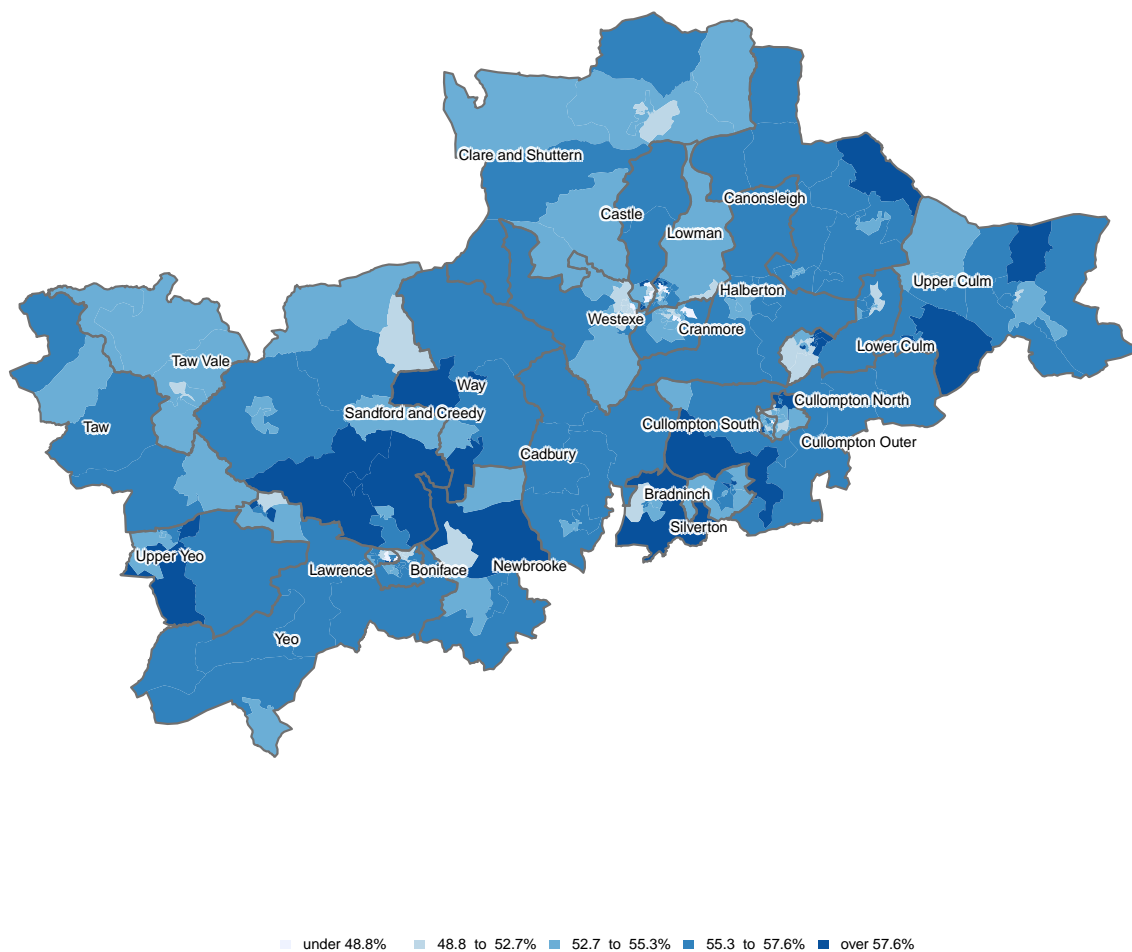 Clare and Shuttern
Canonsleigh
Castle
Lowman
Upper Culm
Halberton
Westexe
Cranmore
Lower Culm
Taw Vale
Way
Cullompton North
Sandford and Creedy
Cullompton South
Taw
Cullompton Outer
Cadbury
Bradninch
Silverton
Upper Yeo
Newbrooke
Lawrence
Boniface
Yeo
under 48.8% 48.8 to 52.7% 52.7 to 55.3% 55.3 to 57.6% over 57.6%